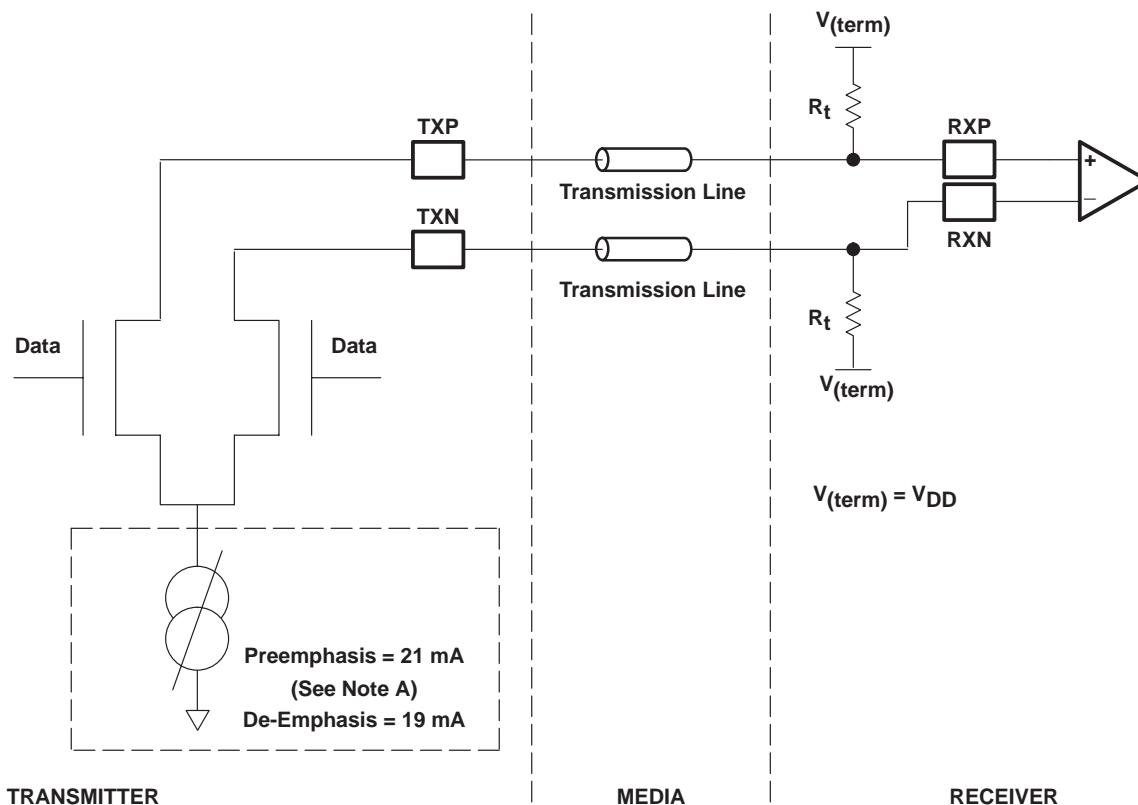 V(term)
Rt
TXP
RXP
+
Transmission Line
−
TXN
RXN
Transmission Line
Rt
Data
Data
V(term)
V(term) = VDD
Preemphasis = 21 mA
(See Note A)
De-Emphasis = 19 mA
TRANSMITTER
MEDIA
RECEIVER